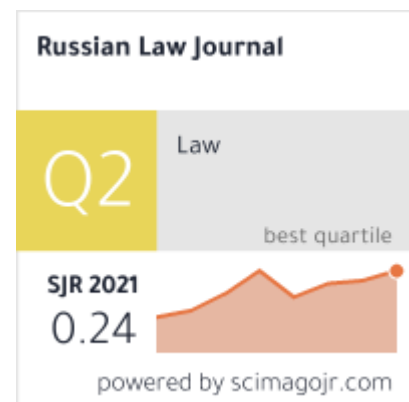 Russian Law Journal
Q2
Law
best quartile
SJR 2021
0.24
powered by scimagojr.com